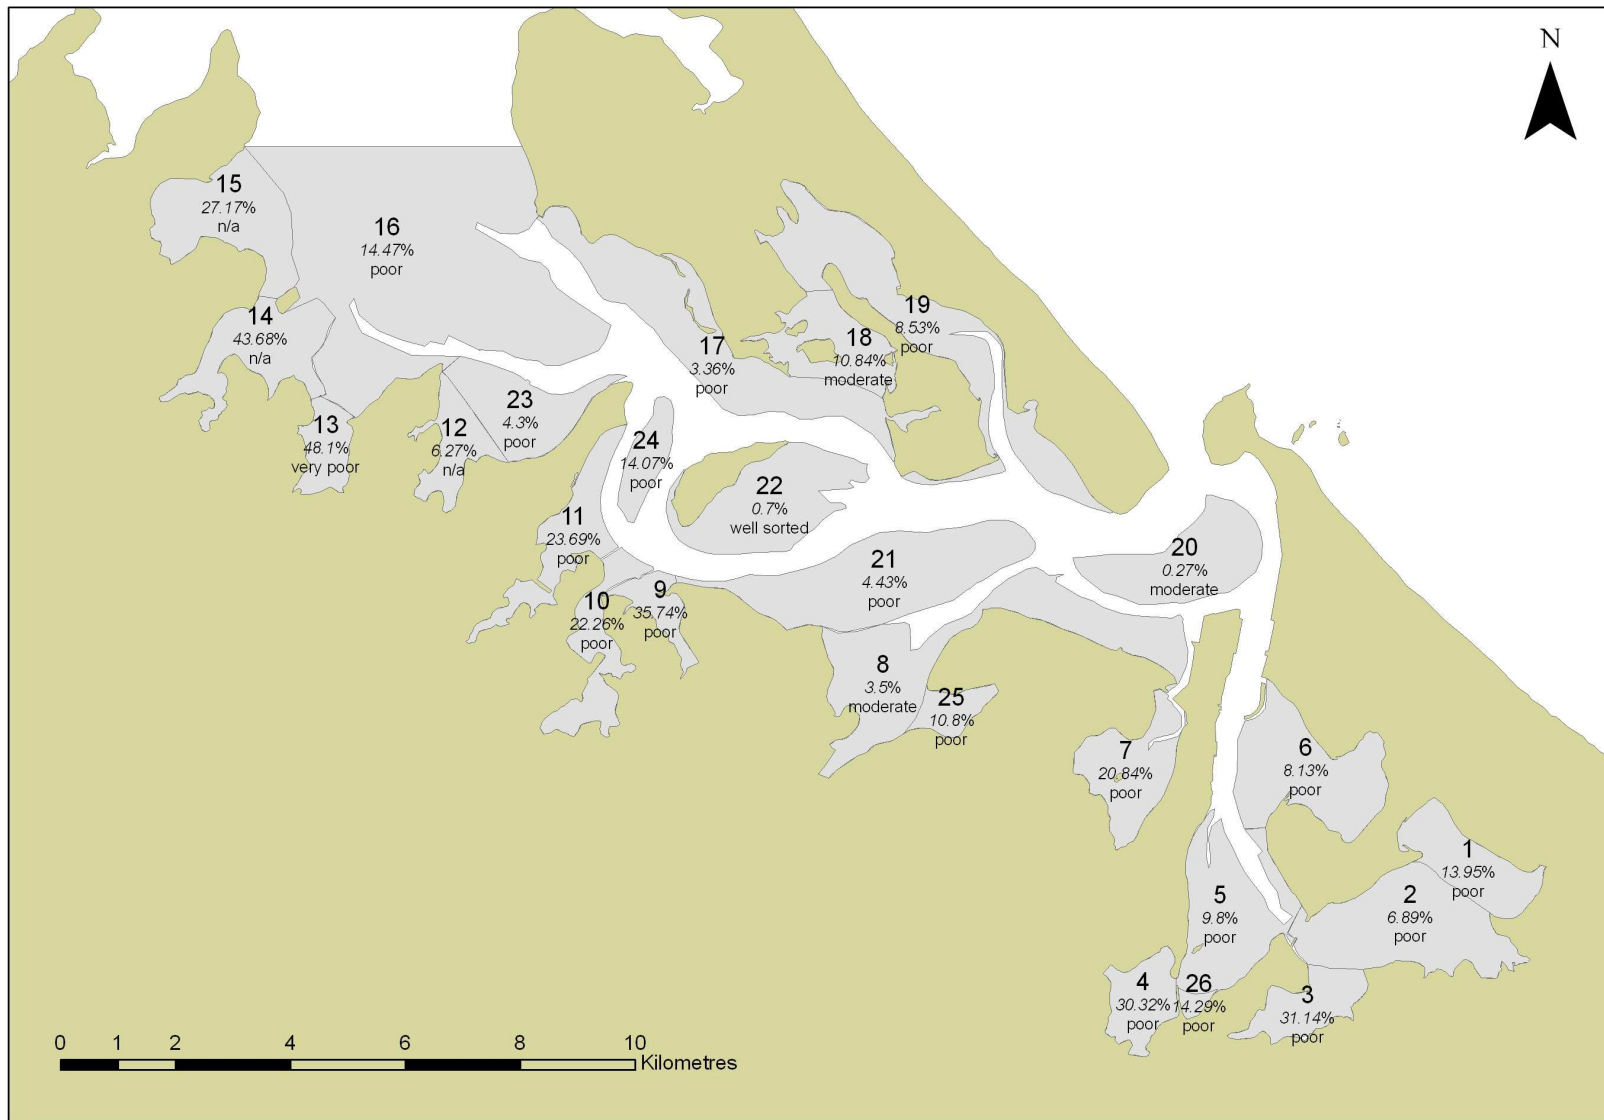 N
15
27.17%
n/a
16
14.47%
poor
14
43.68%
n/a
13
48.1%
very poor
12
6.27%
n/a
23
4.3%
poor
24
14.07%
poor
17
3.36%
poor
18
10.84%
moderate
19
8.53%
poor
22
0.7%
well sorted
11
23.69%
poor
10
22.26%
poor
9
35.74%
poor
21
4.43%
poor
20
0.27%
moderate
8
3.5%
moderate
25
10.8%
poor
7
20.84%
poor
6
8.13%
poor
1
13.95%
poor
2
6.89%
poor
5
9.8%
poor
4
30.32%
poor
26
14.29%
poor
3
31.14%
poor
0 1 2 4 6 8 10
Kilometres